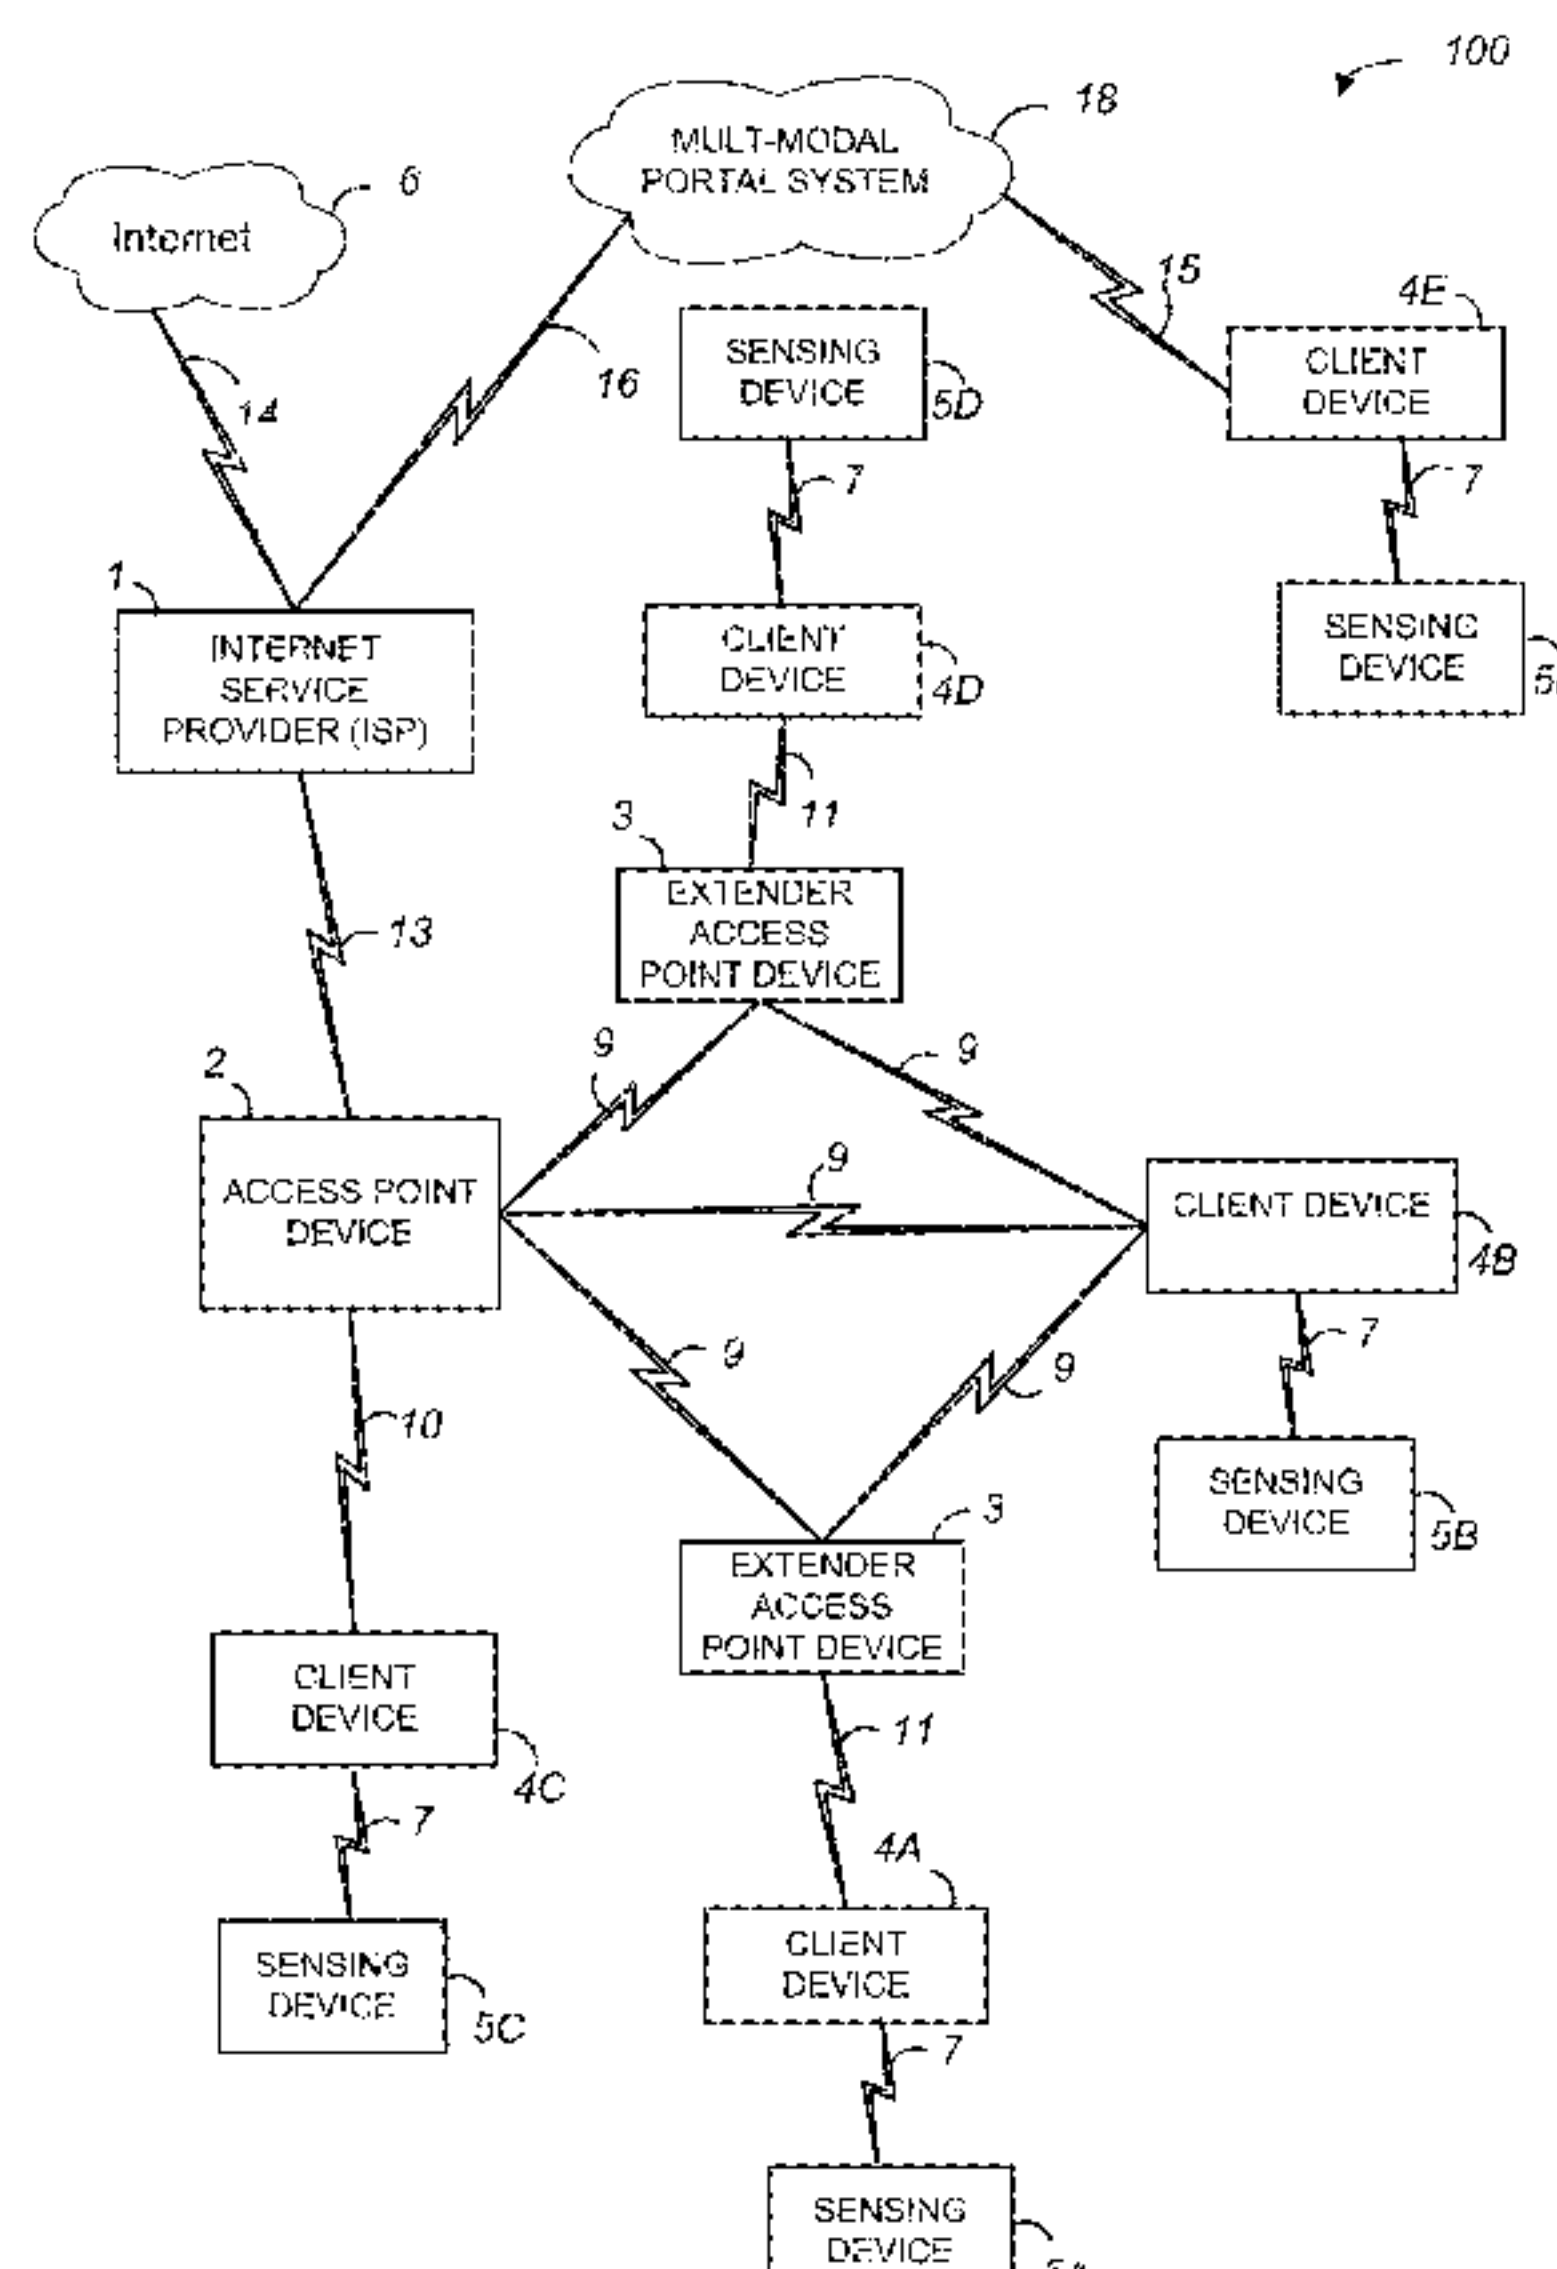 100
18
MULT-MODAL
PORTAL SYSTEM
6
Internet
15
4E
14
16
SENSING
DEVICE
5D
CLIENT
DEVICE
7
7
1
INTERNET
SERVICE
PROVIDER (ISP)
CLIENT
DEVICE
4D
SENSING
DEVICE
11
3
EXTENDER
ACCESS
POINT DEVICE
13
9
9
2
ACCESS POINT
DEVICE
9
CLIENT DEVICE
4B
9
9
7
10
SENSING
DEVICE
5B
3
EXTENDER
ACCESS
POINT DEVICE
CLIENT
DEVICE
4C
11
7
4A
CLIENT
DEVICE
SENSING
DEVICE
5C
7
SENSING
DEVICE